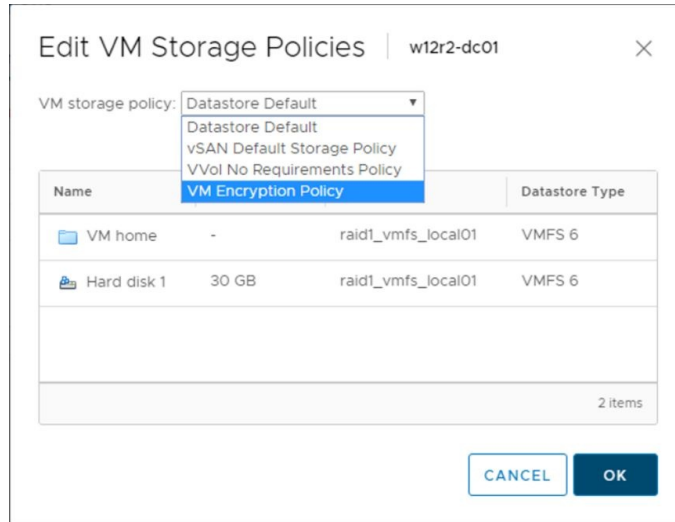 Edit VM Storage Policies w12r2-dc01
VM storage policy: Datastore Default
Datastore Default
vSAN Default Storage Policy
VVol No Requirements Policy
VM Encryption Policy
Name Datastore Type
VM home - raid1_vmfs_local01 VMFS 6
Hard disk 1 30 GB raid1_vmfs_local01 VMFS 6
2 items
CANCEL OK